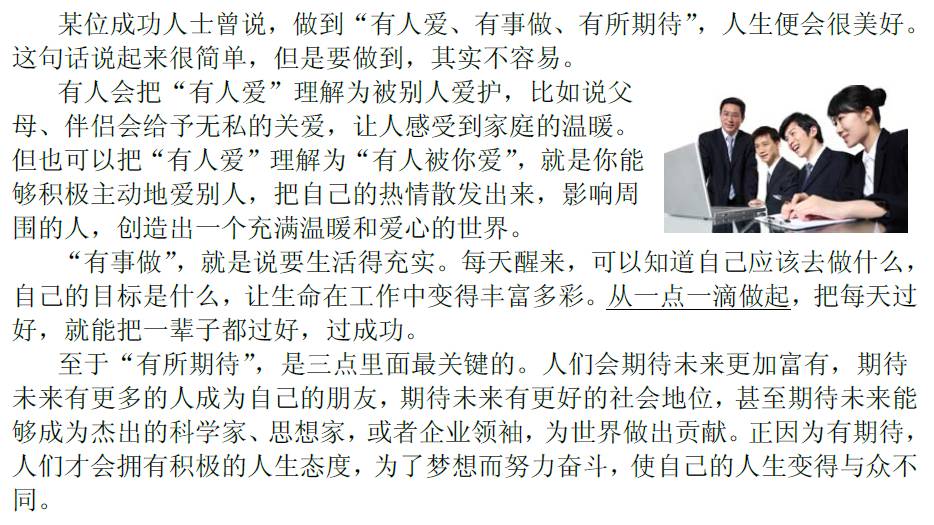 某位成功人士曾说，做到“有人爱、有事做、有所期待”，人生便会很美好。
这句话说起来很简单，但是要做到，其实不容易。
有人会把“有人爱”理解为被别人爱护，比如说父
母、伴侣会给予无私的关爱，让人感受到家庭的温暖。
但也可以把“有人爱”理解为“有人被你爱”，就是你能
够积极主动地爱别人，把自己的热情散发出来，影响周
围的人，创造出一个充满温暖和爱心的世界。
“有事做”，就是说要生活得充实。每天醒来，可以知道自己应该去做什么，
自己的目标是什么，让生命在工作中变得丰富多彩。从一点一滴做起，把每天过
好，就能把一辈子都过好，过成功。
至于“有所期待”，是三点里面最关键的。人们会期待未来更加富有，期待
未来有更多的人成为自己的朋友，期待未来有更好的社会地位，甚至期待未来能
够成为杰出的科学家、思想家，或者企业领袖，为世界做出贡献。正因为有期待，
人们才会拥有积极的人生态度，为了梦想而努力奋斗，使自己的人生变得与众不
同。